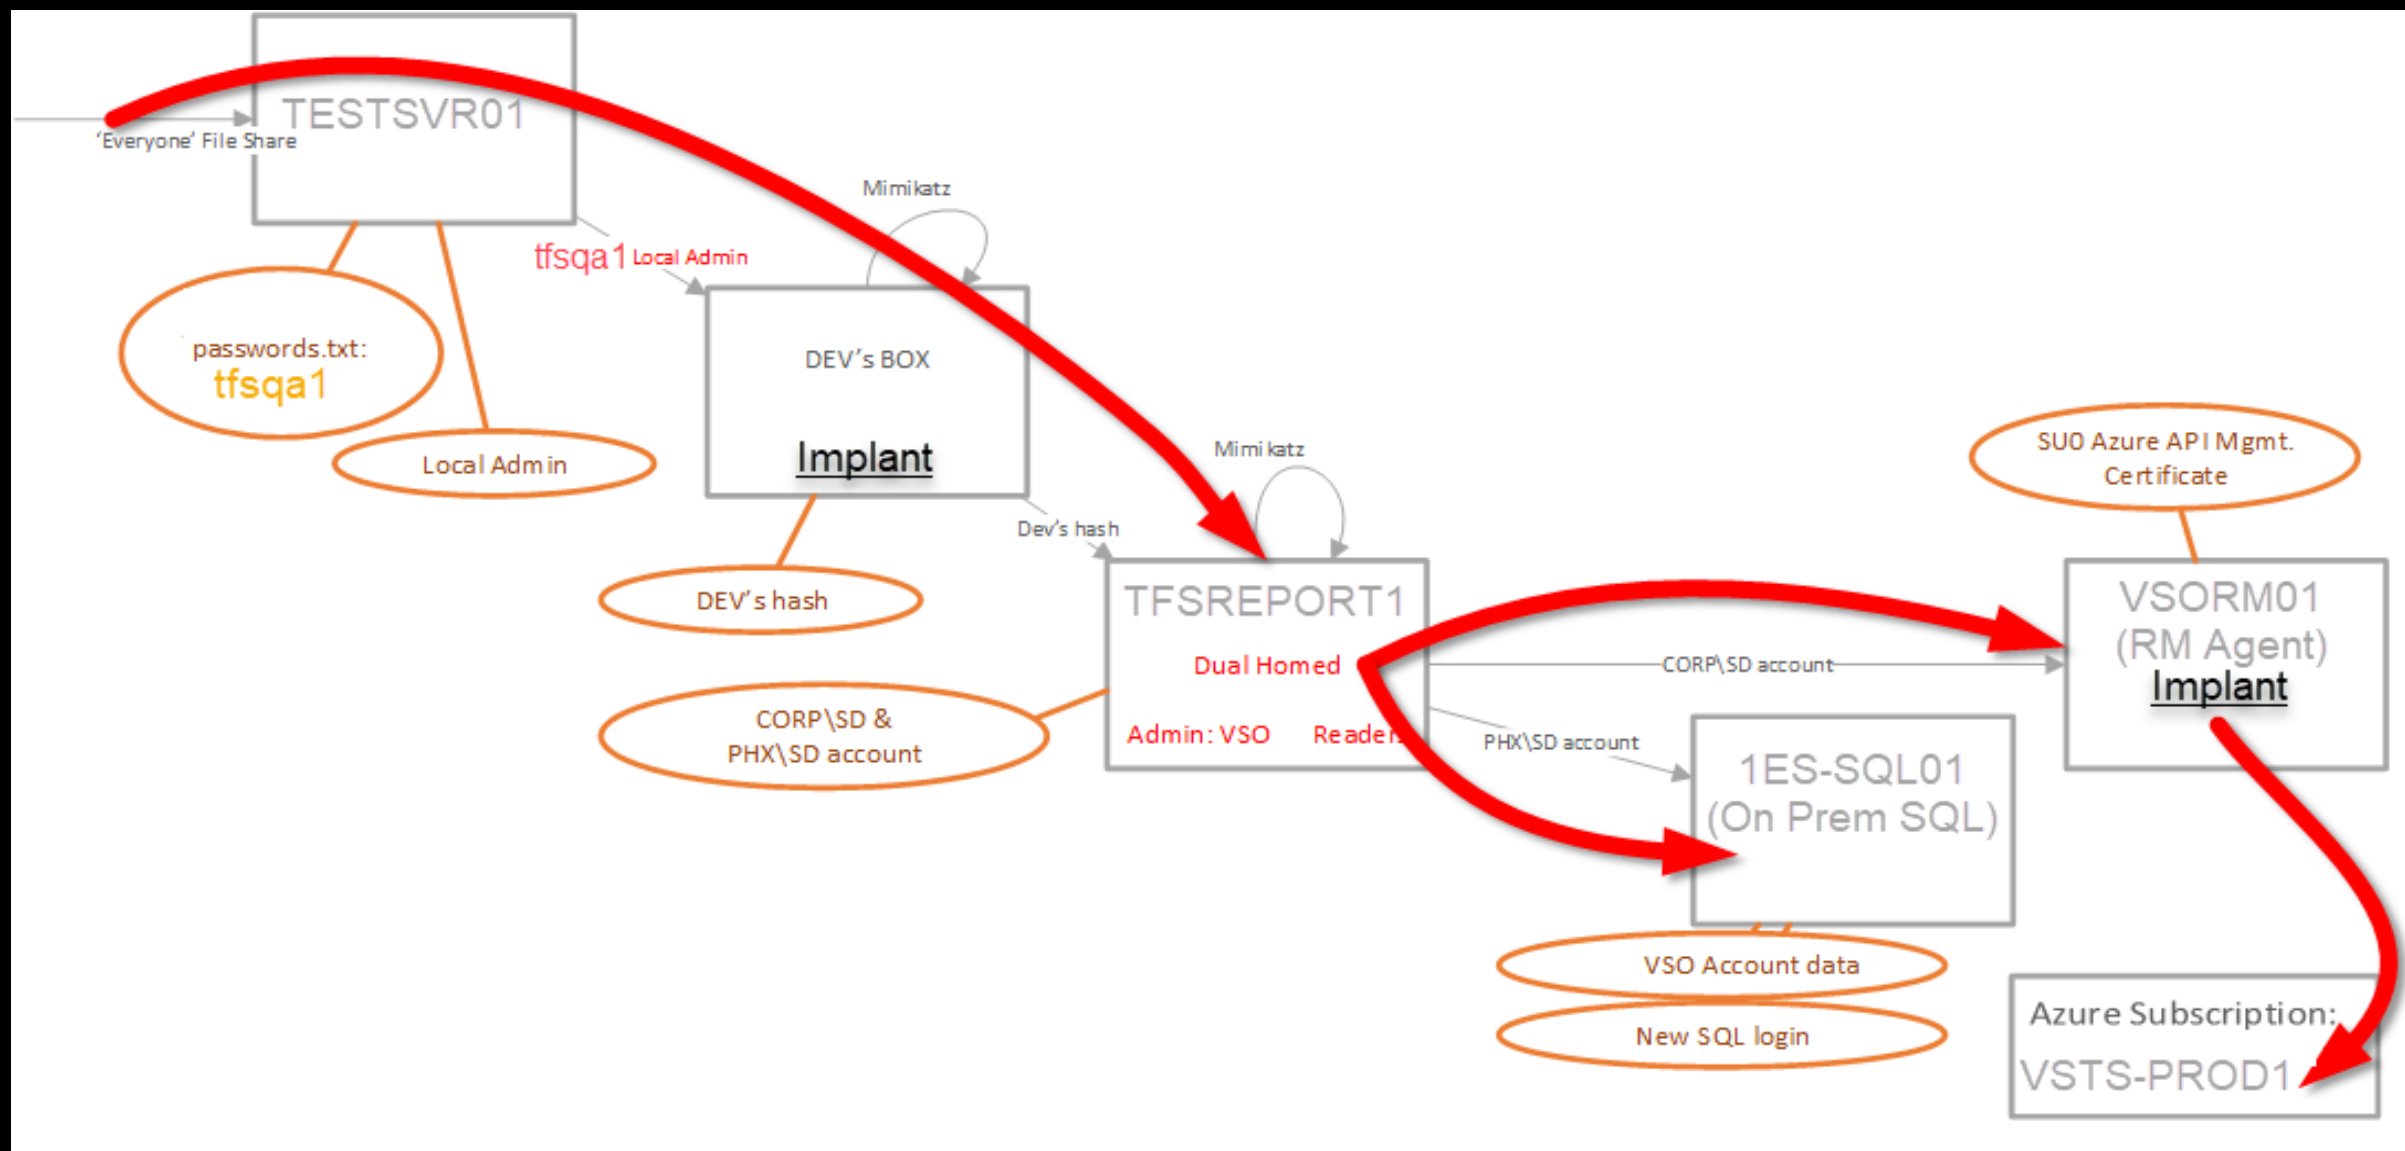 TESTSVR01
'Everyone' File Share
Mimikatz
tfsqa1 Local Admin
passwords.txt:
tfsqa1
Local Admin
DEV's BOX
Implant
Dev's hash
DEV's hash
Mimikatz
TFSREPORT1
Dual Homed
Admin: VSO Readers
CORP\SD &
PHX\SD account
CORP\SD account
PHX\SD account
SU0 Azure API Mgmt.
Certificate
VSORM01
(RM Agent)
Implant
1ES-SQL01
(On Prem SQL)
VSO Account data
New SQL login
Azure Subscription:
VSTS-PROD1